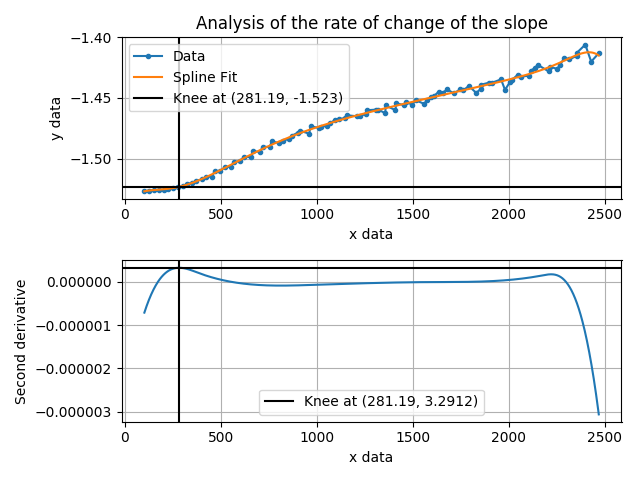 Analysis of the rate of change of the slope
−1.40
−1.45
−1.50
y data
Data
Spline Fit
Knee at (281.19, -1.523)
0 500 1000 1500 2000 2500
x data
0.000000
−0.000001
−0.000002
−0.000003
Second derivative
Knee at (281.19, 3.2912)
0 500 1000 1500 2000 2500
x data